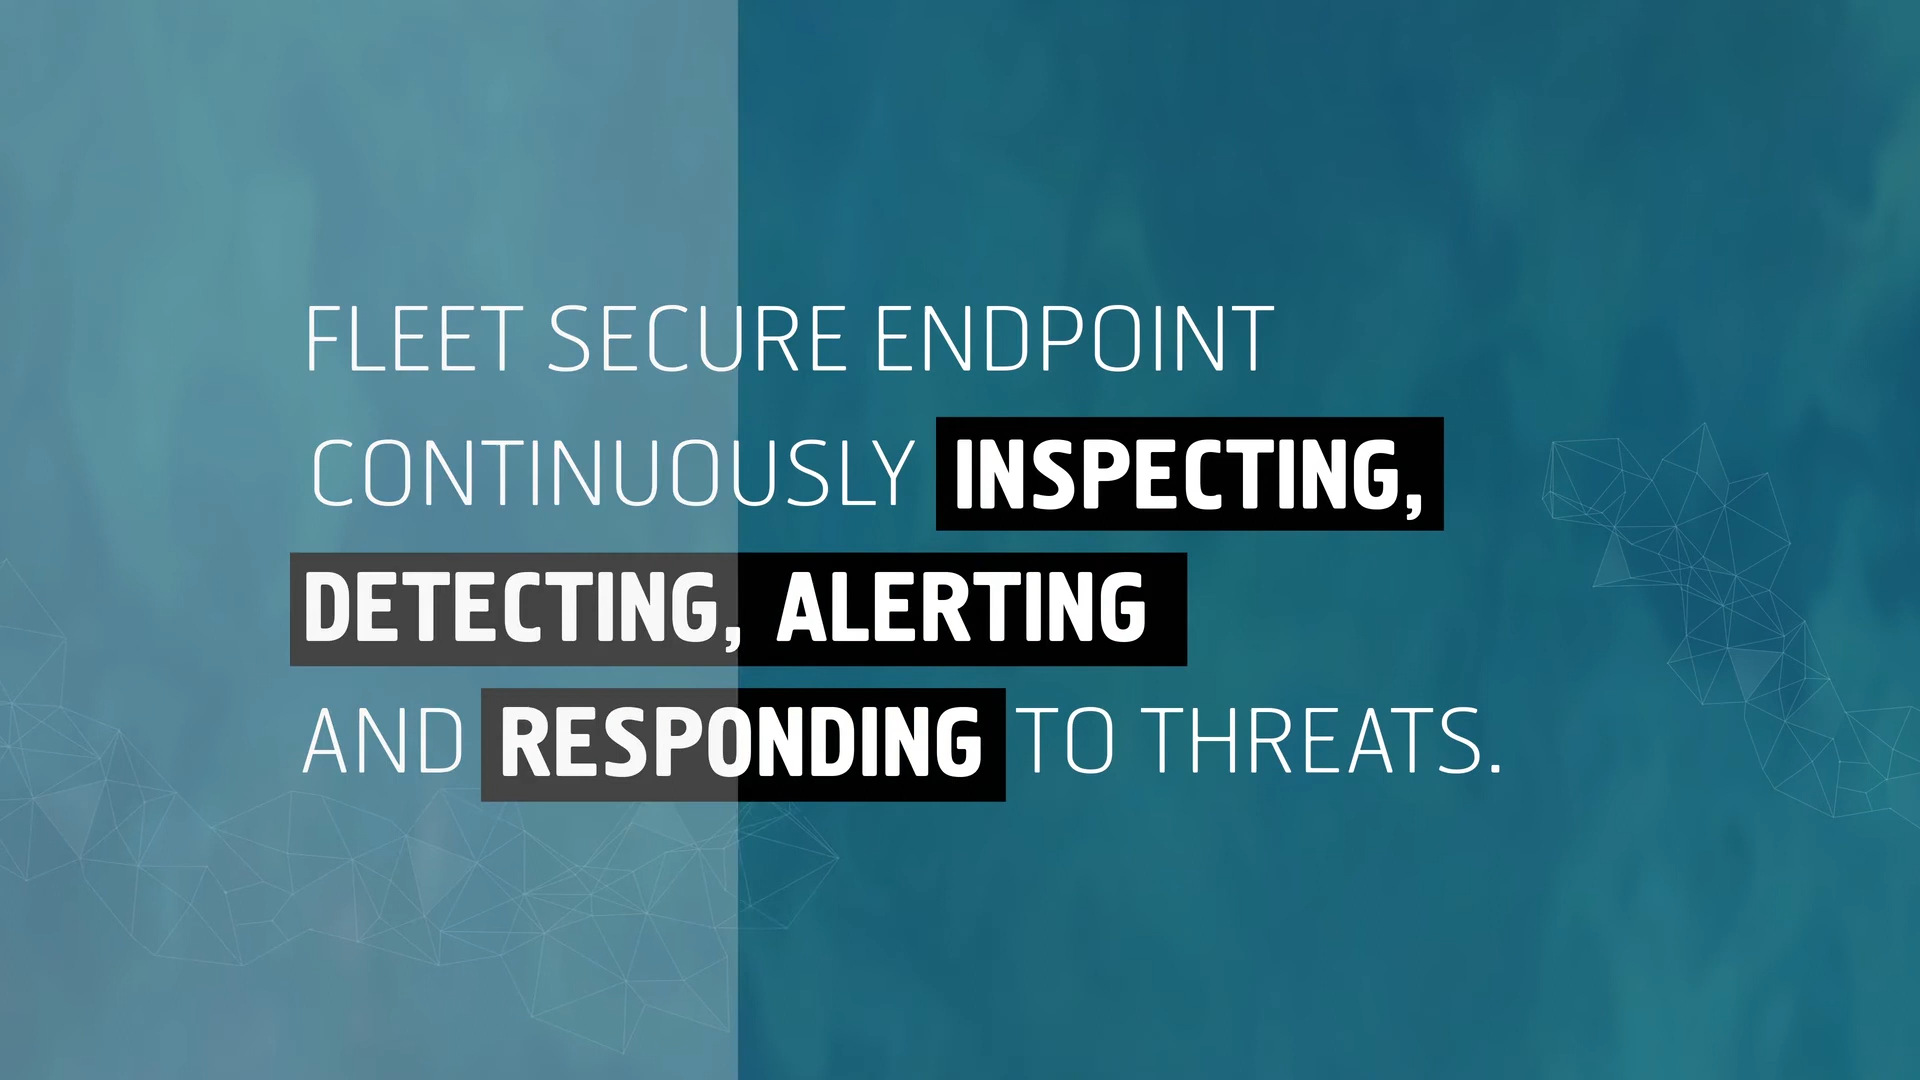 FLEET SECURE ENDPOINT
CONTINUOUSLY INSPECTING,
DETECTING, ALERTING
AND RESPONDING TO THREATS.